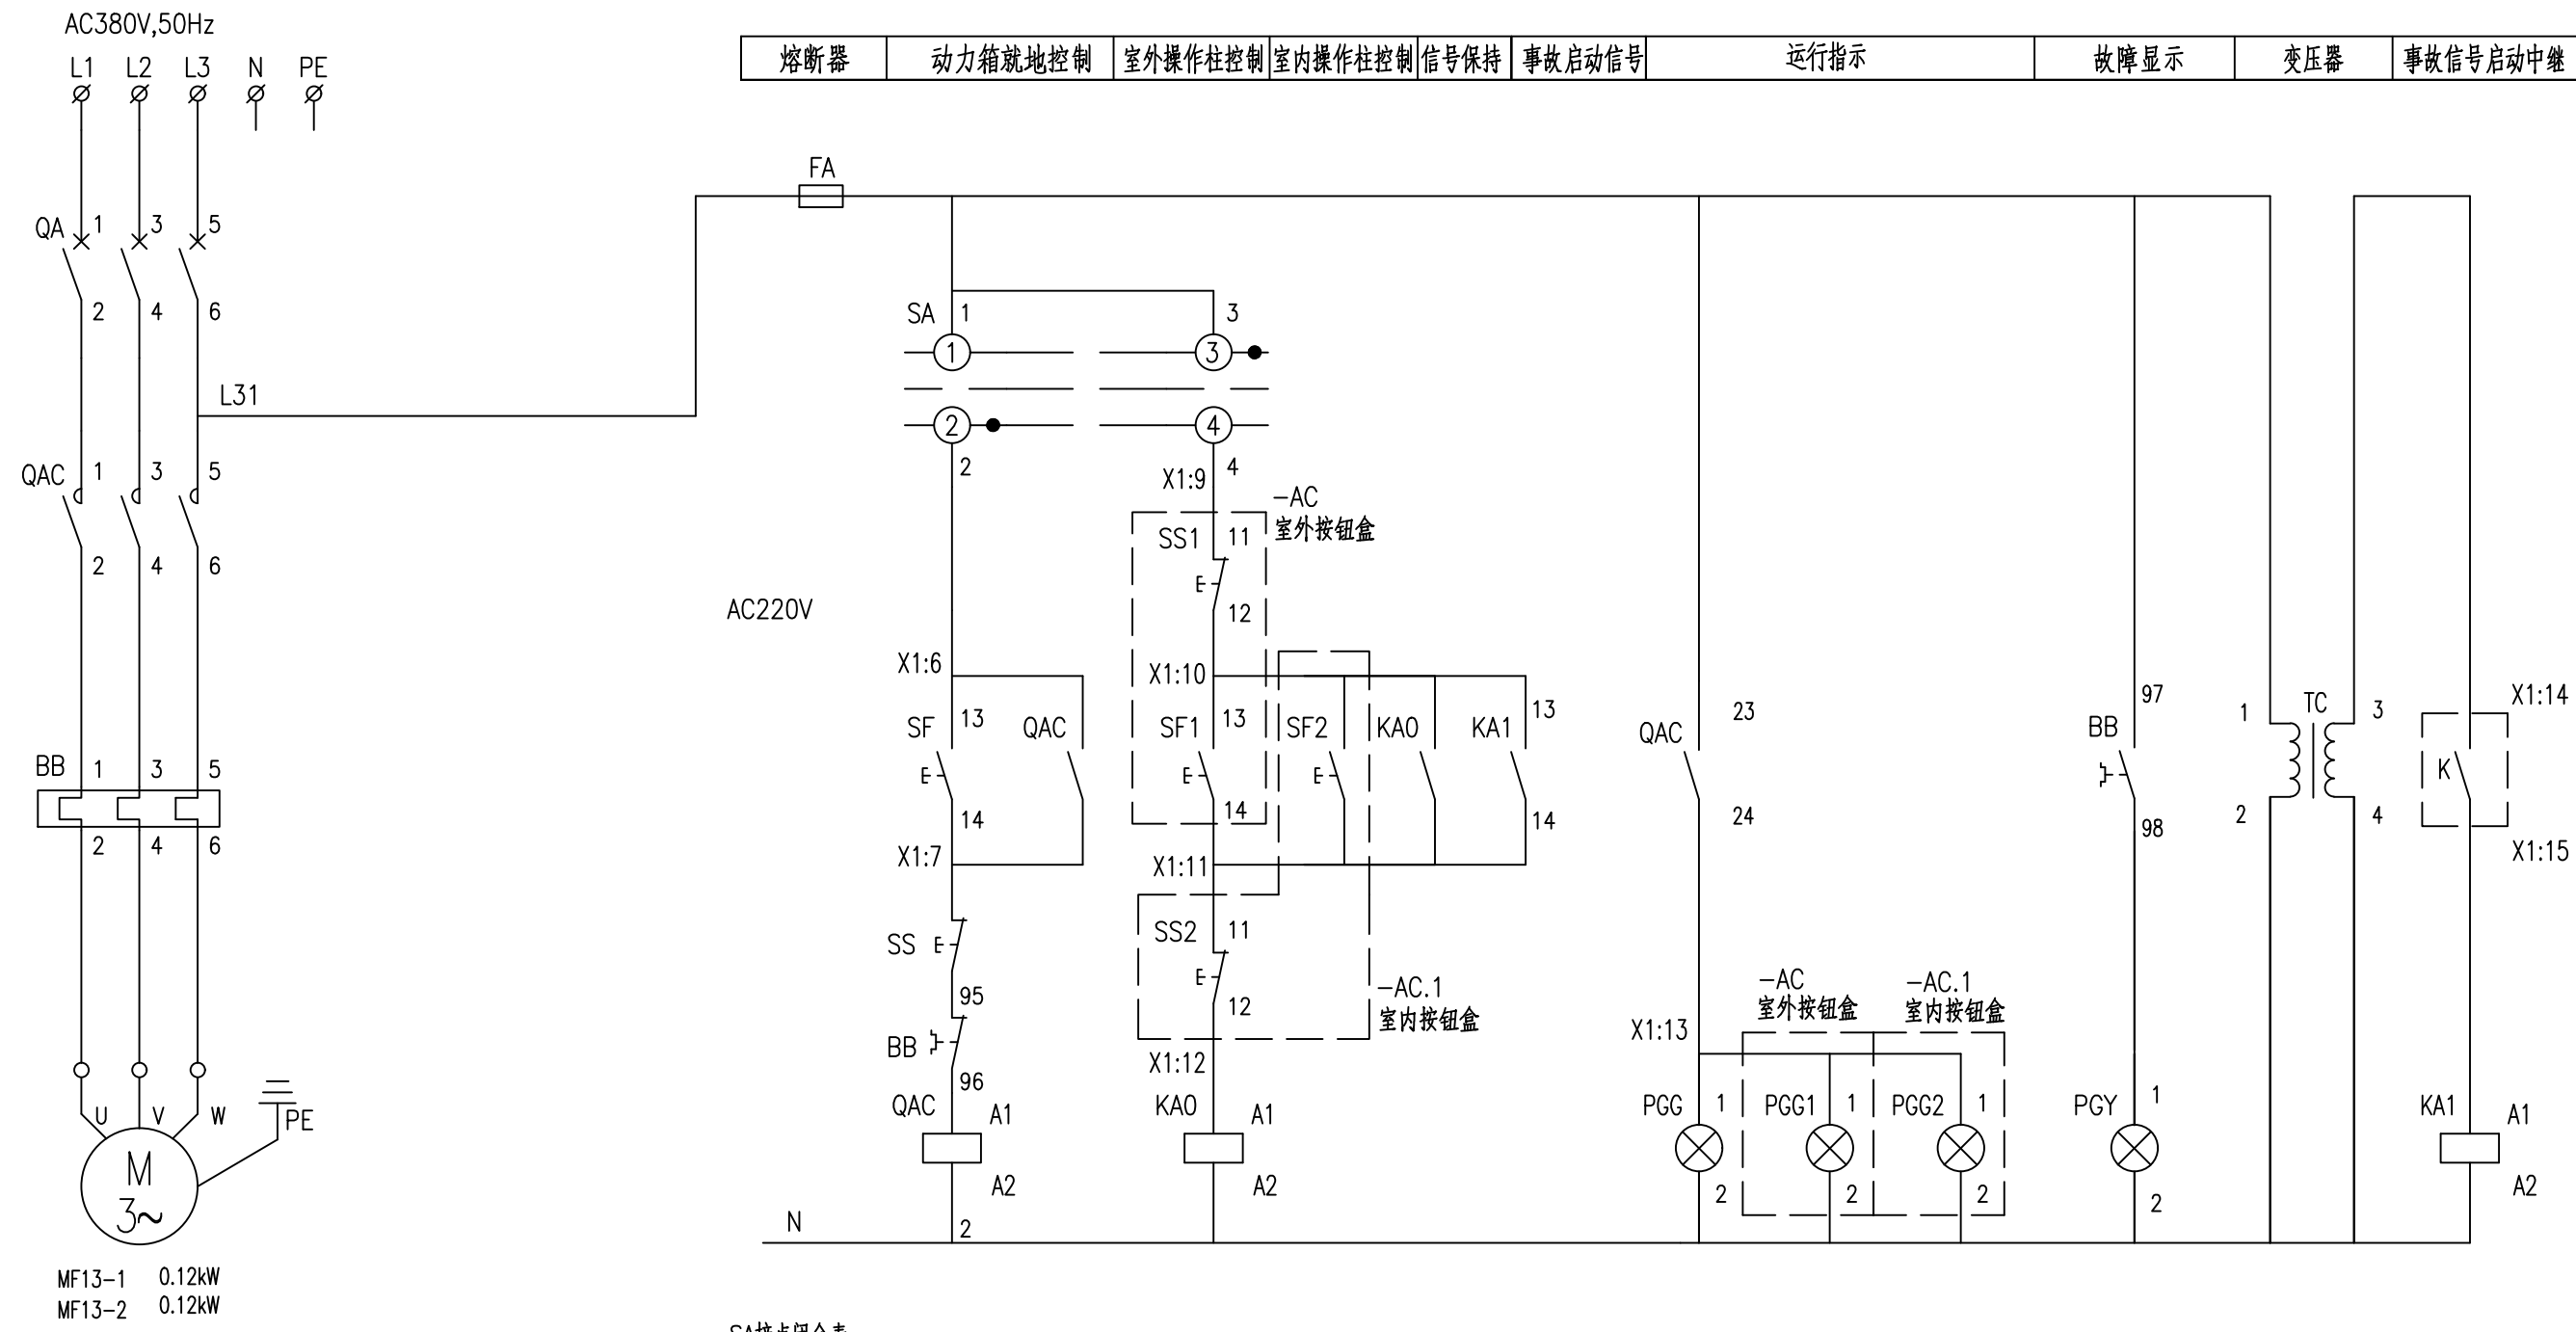 AC380V,50Hz
L1 L2 L3 N PE
熔断器 动力箱就地控制 室外操作柱控制 室内操作柱控制 信号保持 事故启动信号 运行指示 故障显示 变压器 事故信号启动中继
FA
QA 1 3 5
2 4 6
SA 1 3
1 3
L31
2 4
2 4
QAC 1 3 5
X1:9
-AC
室外按钮盒
SS1 11
2 4 6
12
AC220V
X1:6 X1:10
SF 13 QAC
SF1 13 SF2 KA0 KA1 13
14 14 14
QAC 23
24
97
BB
98
TC
1 3
2 4
X1:14
K
X1:15
BB 1 3 5
2 4 6
X1:7 X1:11
SS
SS2 11
12
-AC.1
室内按钮盒
95
BB
96
X1:12
-AC
室外按钮盒
-AC.1
室内按钮盒
X1:13
U V W PE
QAC A1
A2
KA0 A1
A2
PGG 1 PGG1 1 PGG2 1 PGY 1
2 2 2 2
KA1 A1
A2
M
3~
N 2
MF13-1 0.12kW
MF13-2 0.12kW